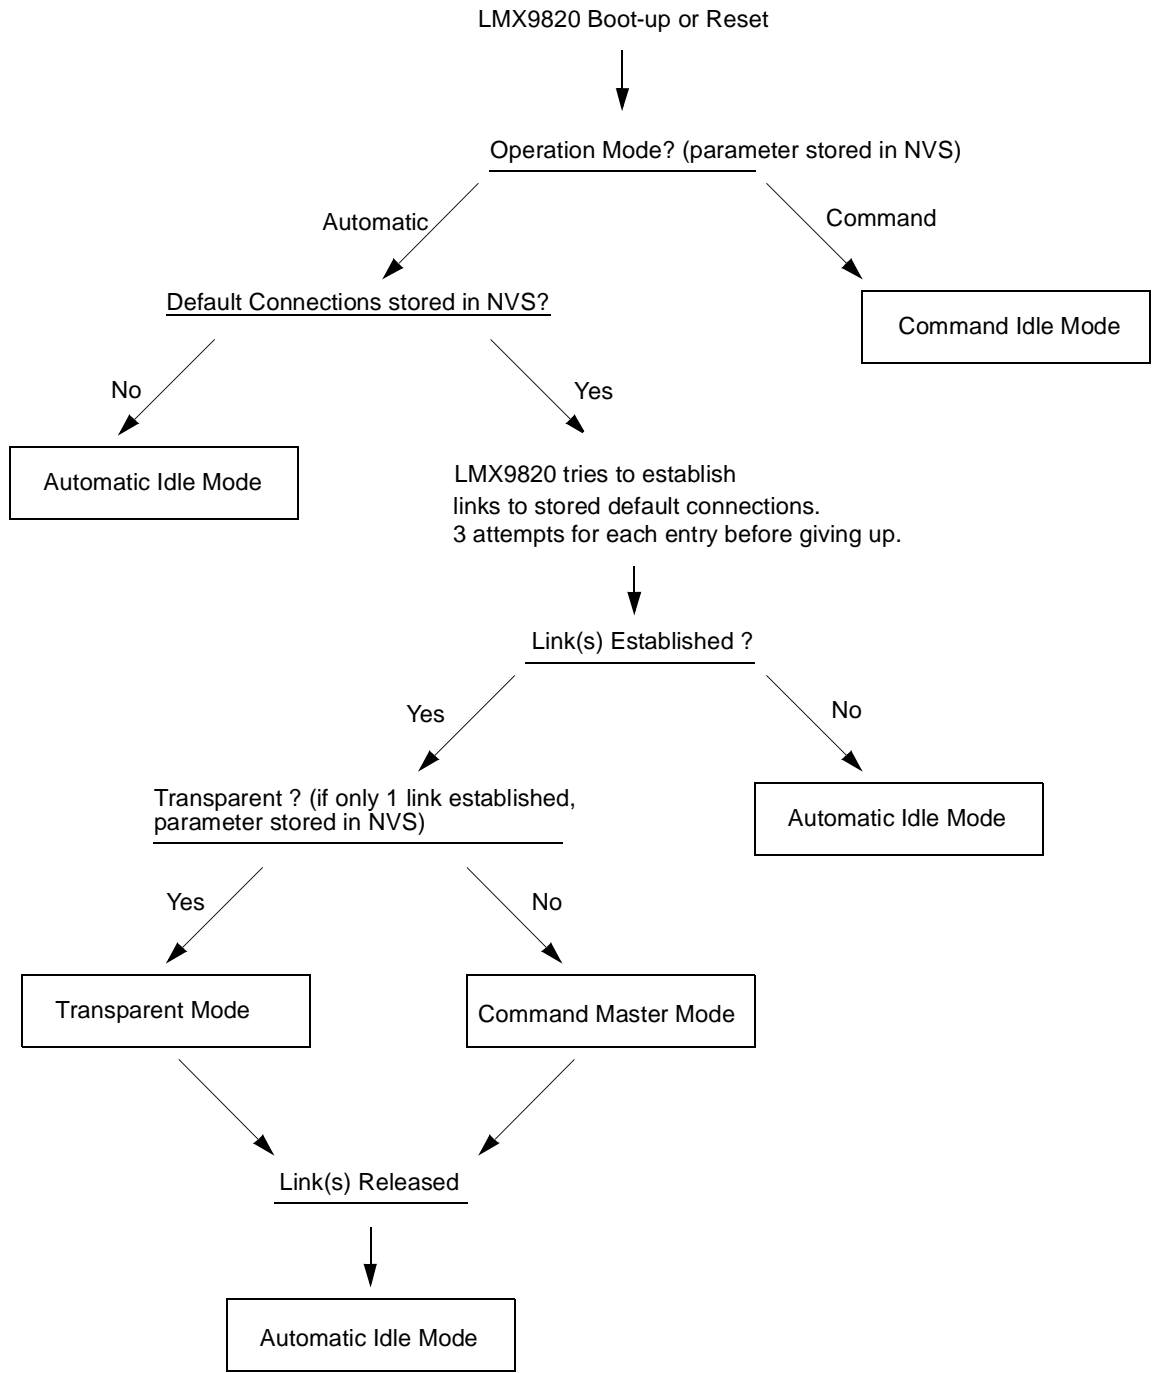 LMX9820 Boot-up or Reset
Operation Mode? (parameter stored in NVS)
Automatic
Command
Default Connections stored in NVS?
Command Idle Mode
No
Yes
Automatic Idle Mode
LMX9820 tries to establish
links to stored default connections.
3 attempts for each entry before giving up.
Link(s) Established ?
Yes
No
Transparent ? (if only 1 link established,
parameter stored in NVS)
Automatic Idle Mode
Yes
No
Transparent Mode
Command Master Mode
Link(s) Released
Automatic Idle Mode